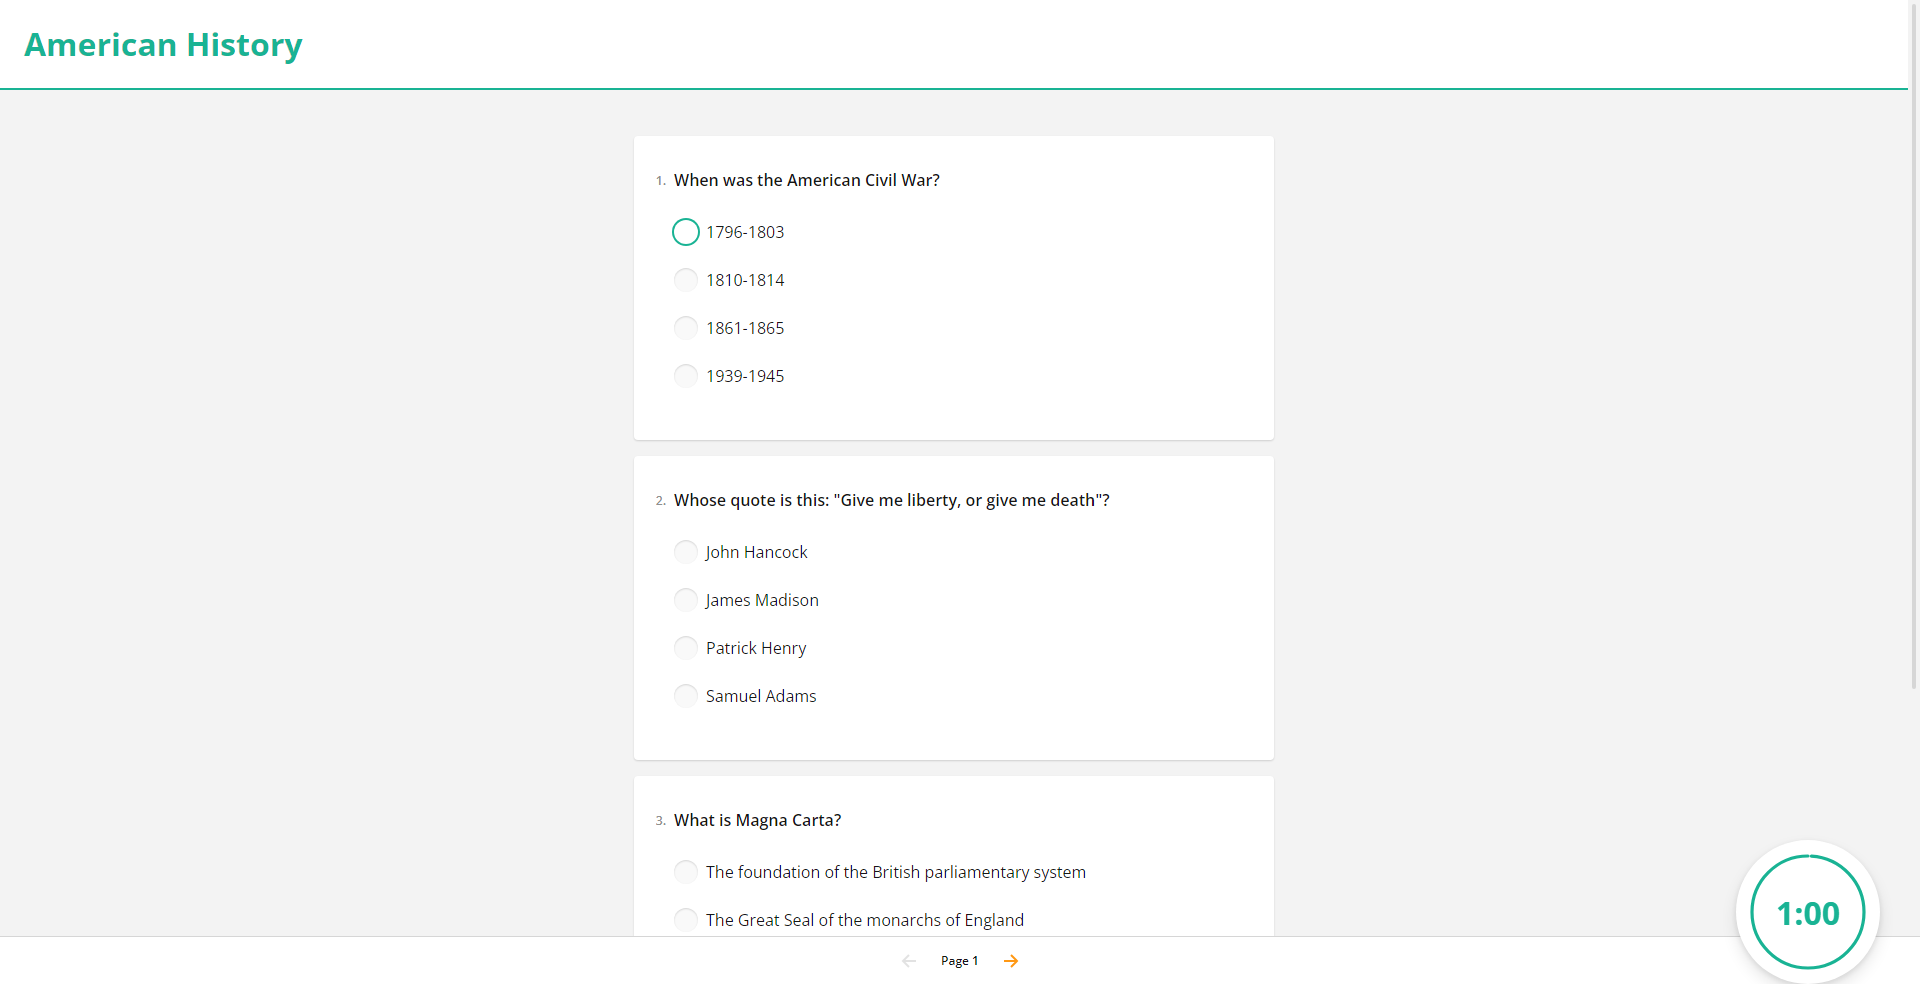 American History
1. When was the American Civil War?
1796-1803
1810-1814
1861-1865
1939-1945
2. Whose quote is this: "Give me liberty, or give me death"?
John Hancock
James Madison
Patrick Henry
Samuel Adams
3. What is Magna Carta?
The foundation of the British parliamentary system
The Great Seal of the monarchs of England
1:00
Page 1